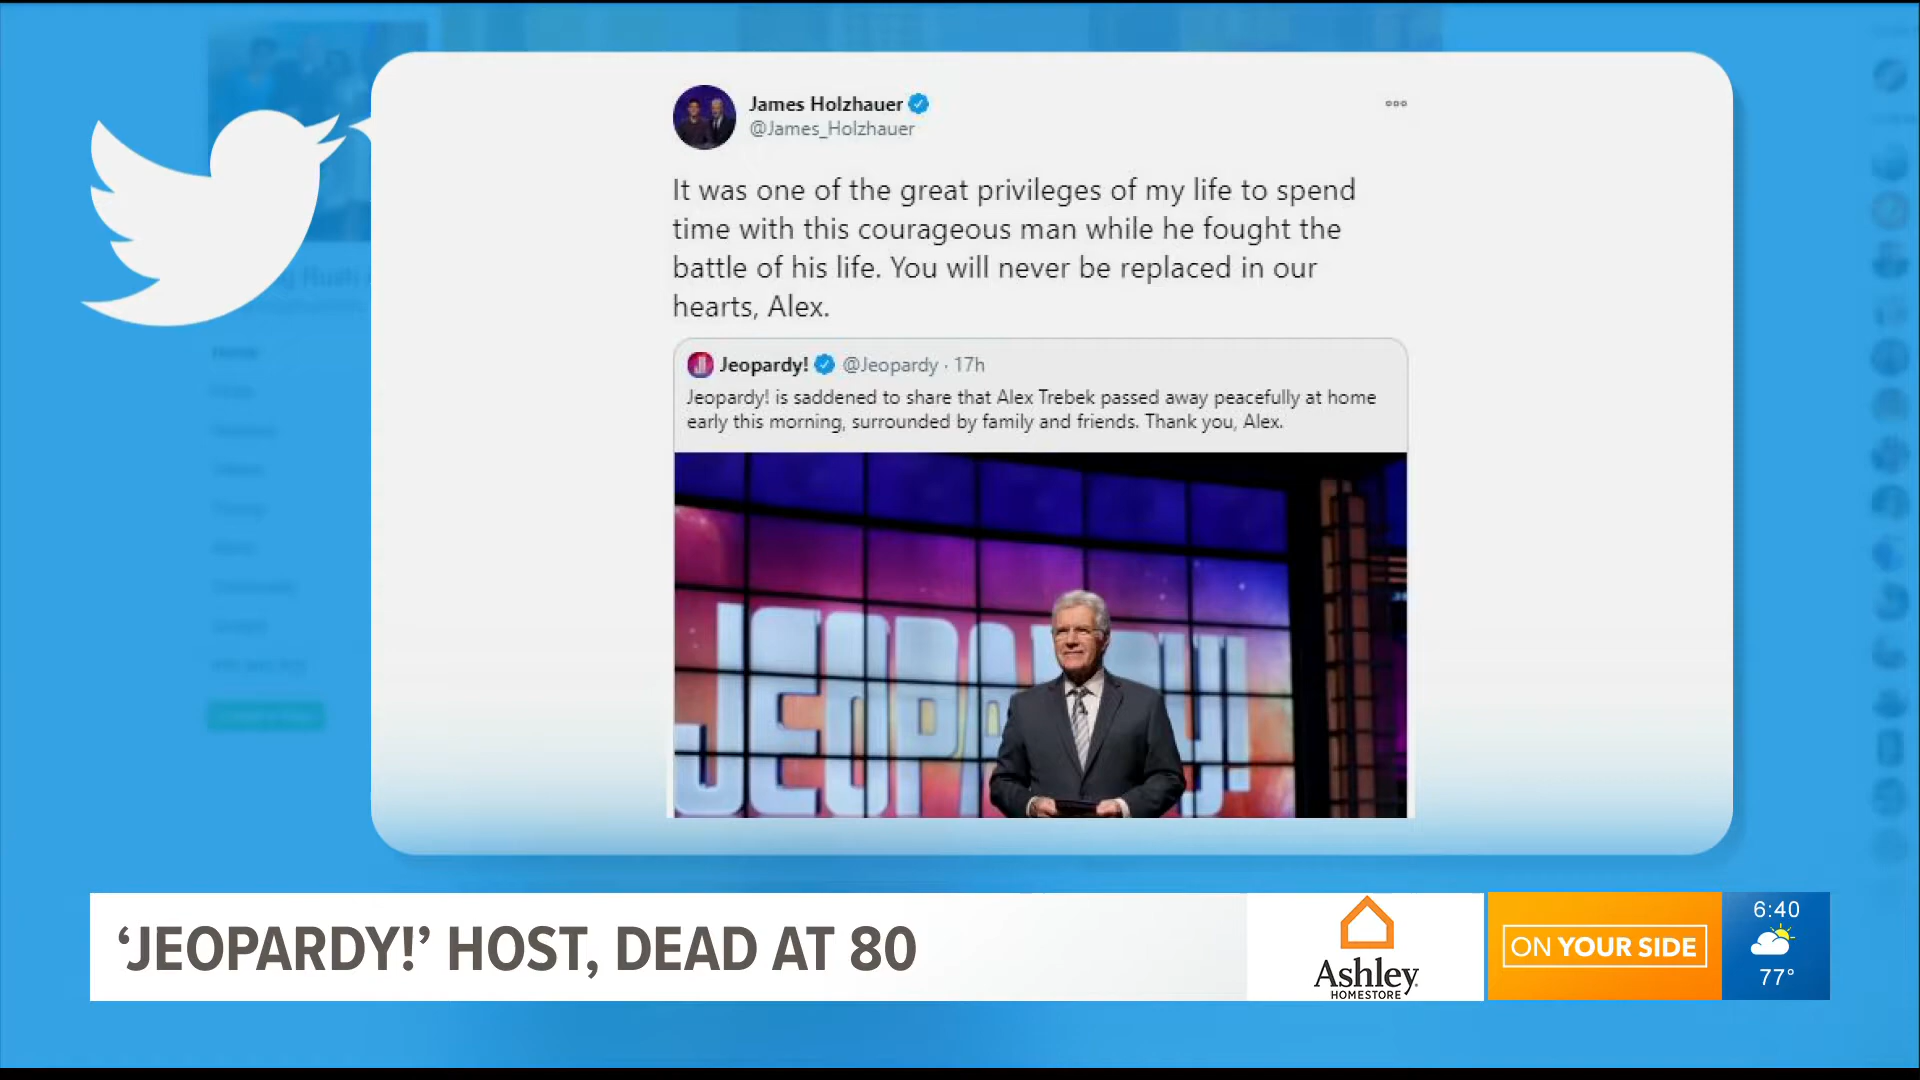 James Holzhauer
@James_Holzhauer
It was one of the great privileges of my life to spend
time with this courageous man while he fought the
battle of his life. You will never be replaced in our
hearts, Alex.
Jeopardy! @Jeopardy · 17h
Jeopardy! is saddened to share that Alex Trebek passed away peacefully at home
early this morning, surrounded by family and friends. Thank you, Alex.
JEOPARDY!
‘JEOPARDY!’ HOST, DEAD AT 80
Ashley
HOMESTORE
ON YOUR SIDE
6:40
77°